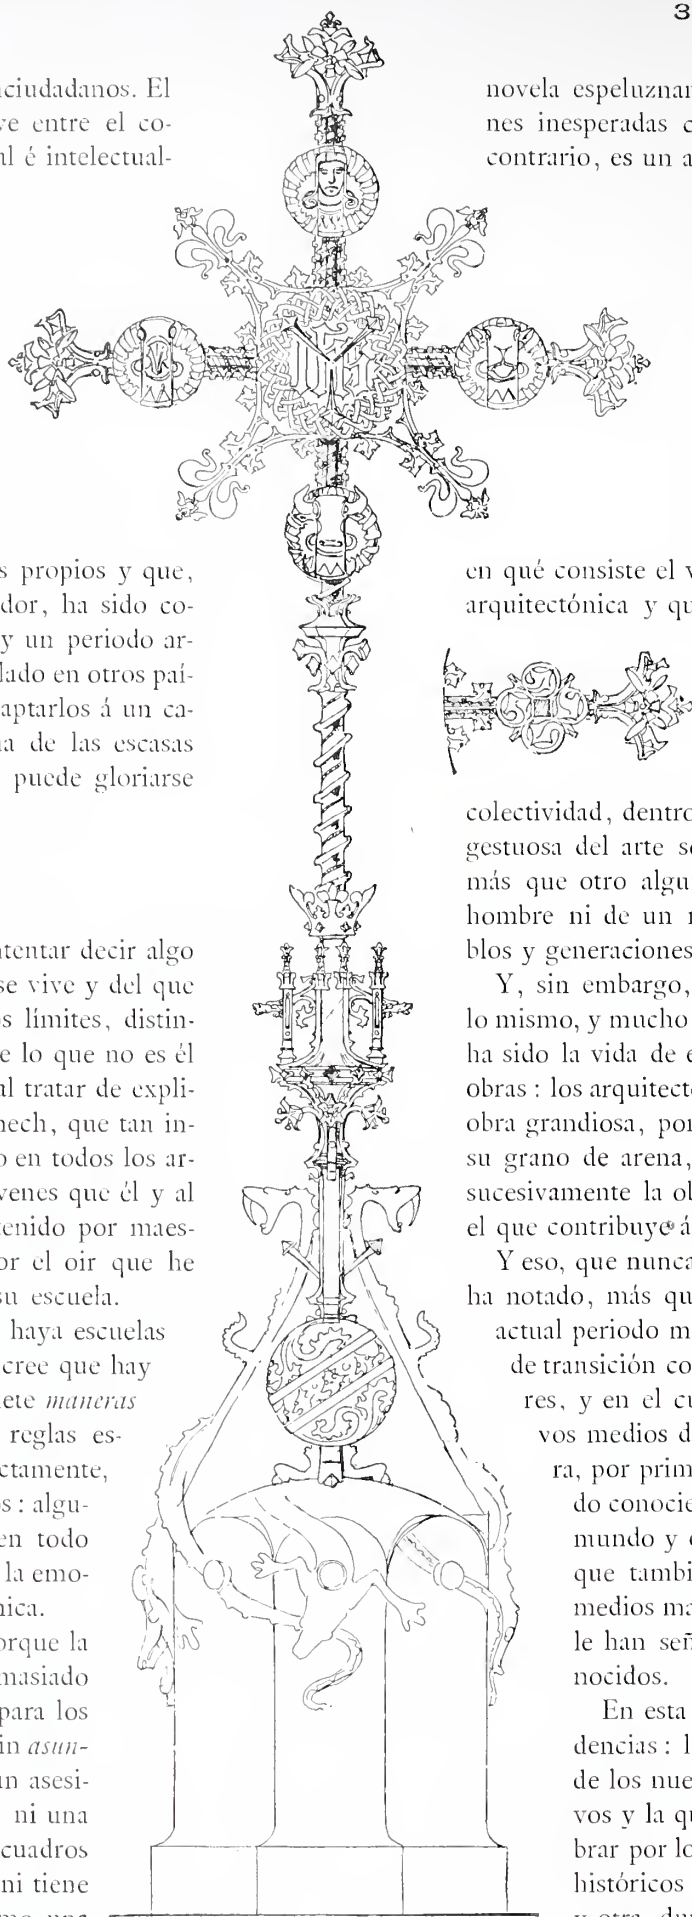 3
ciudadanos. El
ve entre el co-
al é intelectual-
s propios y que,
dor, ha sido co-
y un periodo ar-
lado en otros paí-
aptarlos á un ca-
na de las escasas
puede gloriarse
ntentar decir algo
se vive y del que
os límites, distin-
e lo que no es él
al tratar de expli-
nech, que tan in-
o en todos los ar-
venes que él y al
tenido por maes-
or el oir que he
su escuela.
haya escuelas
cree que hay
nete maneras
reglas es-
ctamente,
os : algu-
en todo
la emo-
nica.
orque la
masiado
para los
in asun-
un asesi-
ni una
cuadros
ni tiene
novela espeluznan
nes inesperadas c
contrario, es un a
en qué consiste el v
arquitectónica y qu
colectividad, dentro
gestuosa del arte so
más que otro algu
hombre ni de un
blos y generaciones
Y, sin embargo,
lo mismo, y mucho
ha sido la vida de e
obras : los arquitecto
obra grandiosa, por
su grano de arena,
sucesivamente la ol
el que contribuye á
Y eso, que nunca
ha notado, más qu
actual periodo m
de transición co
res, y en el cu
vos medios d
ra, por prim
do conocie
mundo y c
que tambi
medios ma
le han señ
nocidos.
En esta
dencias : l
de los nue
vos y la qu
brar por lo
históricos